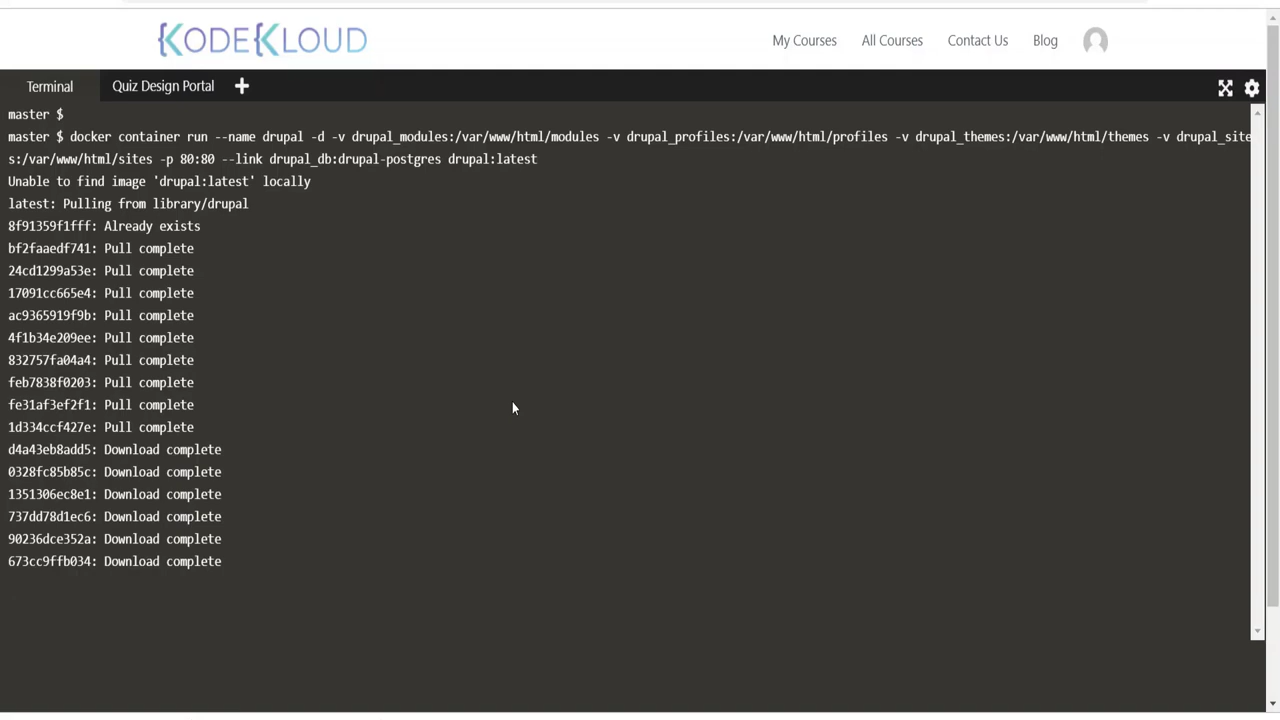 KODEKLOUD
My Courses
All Courses
Contact Us
Blog
Terminal
Quiz Design Portal
master $
master $ docker container run --name drupal -d -v drupal_modules:/var/www/html/modules -v drupal_profiles:/var/www/html/profiles -v drupal_themes:/var/www/html/themes -v drupal_site
s:/var/www/html/sites -p 80:80 --link drupal_db:drupal-postgres drupal:latest
Unable to find image 'drupal:latest' locally
latest: Pulling from library/drupal
8f91359f1fff: Already exists
bf2faaedf741: Pull complete
24cd1299a53e: Pull complete
17091cc665e4: Pull complete
ac9365919f9b: Pull complete
4f1b34e209ee: Pull complete
832757fa04a4: Pull complete
feb7838f0203: Pull complete
fe31af3ef2f1: Pull complete
1d334ccf427e: Pull complete
d4a43eb8add5: Download complete
0328fc85b85c: Download complete
1351306ec8e1: Download complete
737dd78d1ec6: Download complete
90236dce352a: Download complete
673cc9ffb034: Download complete